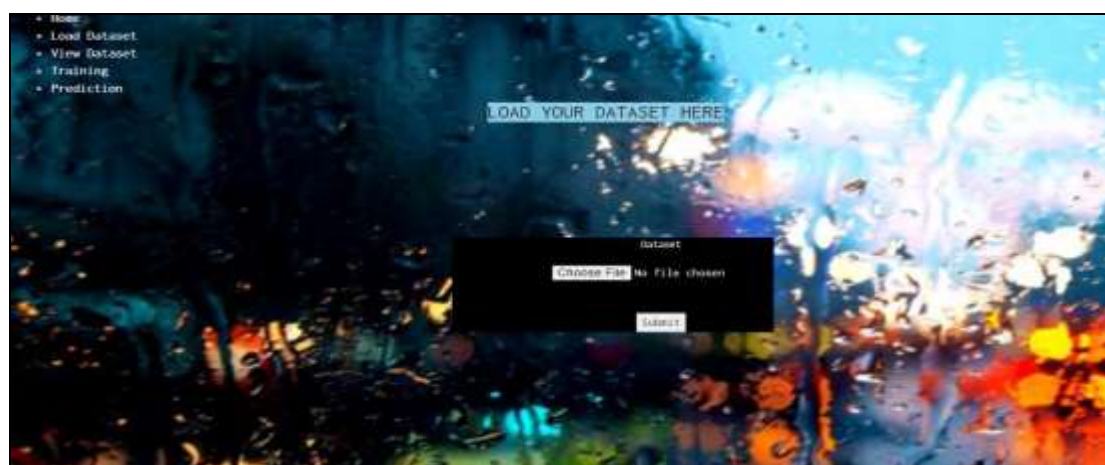 Home
Load Dataset
View Dataset
Training
Prediction
LOAD YOUR DATASET HERE
Dataset
Choose File No file chosen
Submit